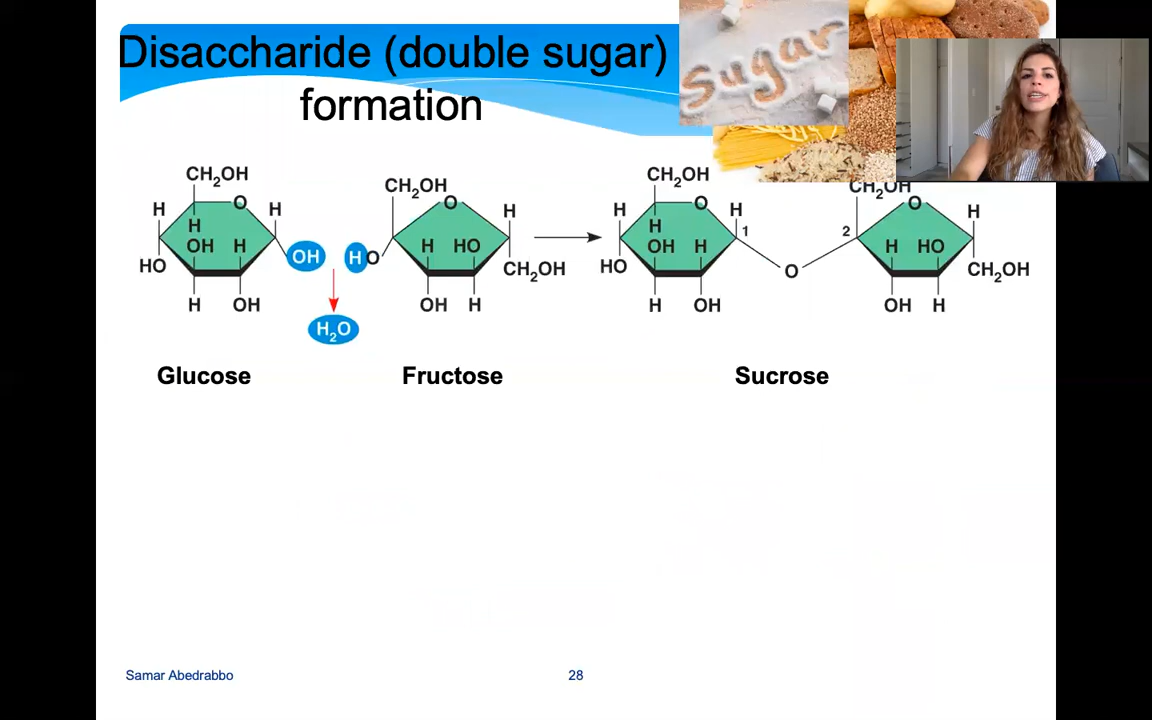 Disaccharide (double sugar)
formation
Sugar
CH₂OH
O
H
H
H
OH
H
HO
OH
H
OH
H₂O
CH₂OH
O
H
H
O
H
HO
CH₂OH
OH
H
CH₂OH
O
H
H
1
H
OH
H
HO
H
OH
O
CH₂OH
O
2
H
H
HO
CH₂OH
OH
H
Glucose
Fructose
Sucrose
Samar Abedrabbo
28